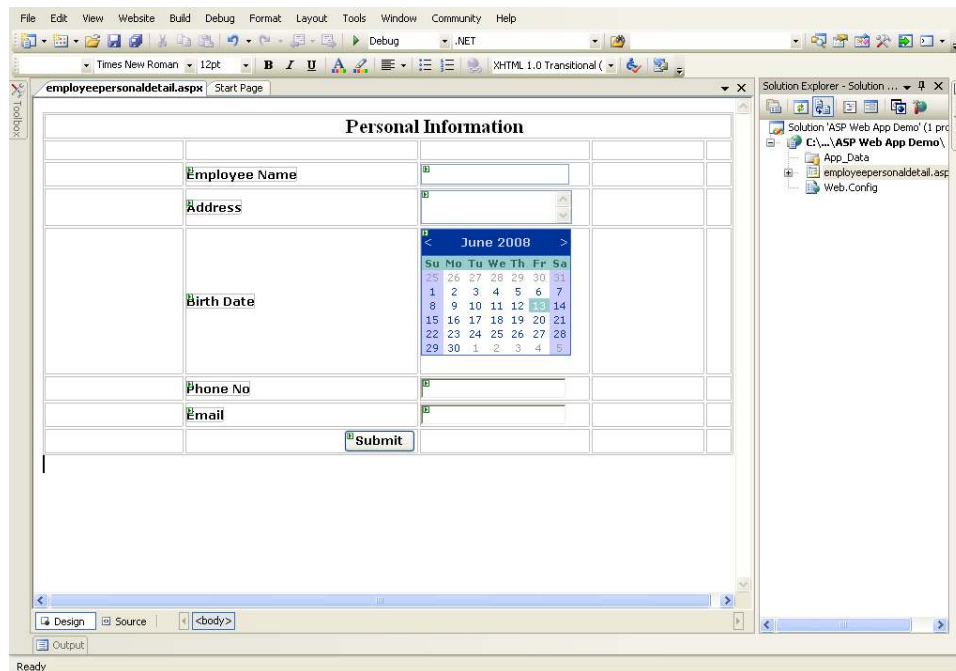 File Edit View Website Build Debug Format Layout Tools Window Community Help
Debug .NET
Times New Roman 12pt B I U A XHTML 1.0 Transitional (
Toolbox
employeepersonaldetail.aspx Start Page
Personal Information
Employee Name
Address
Birth Date
< June 2008 >
Su Mo Tu We Th Fr Sa
25 26 27 28 29 30 31
1 2 3 4 5 6 7
8 9 10 11 12 13 14
15 16 17 18 19 20 21
22 23 24 25 26 27 28
29 30 1 2 3 4 5
Phone No
Email
Submit
Design Source <body>
Output
Ready
Solution Explorer - Solution ...
Solution 'ASP Web App Demo' (1 pro
C:\...\ASP Web App Demo\
App_Data
employeepersonaldetail.asp
Web.Config